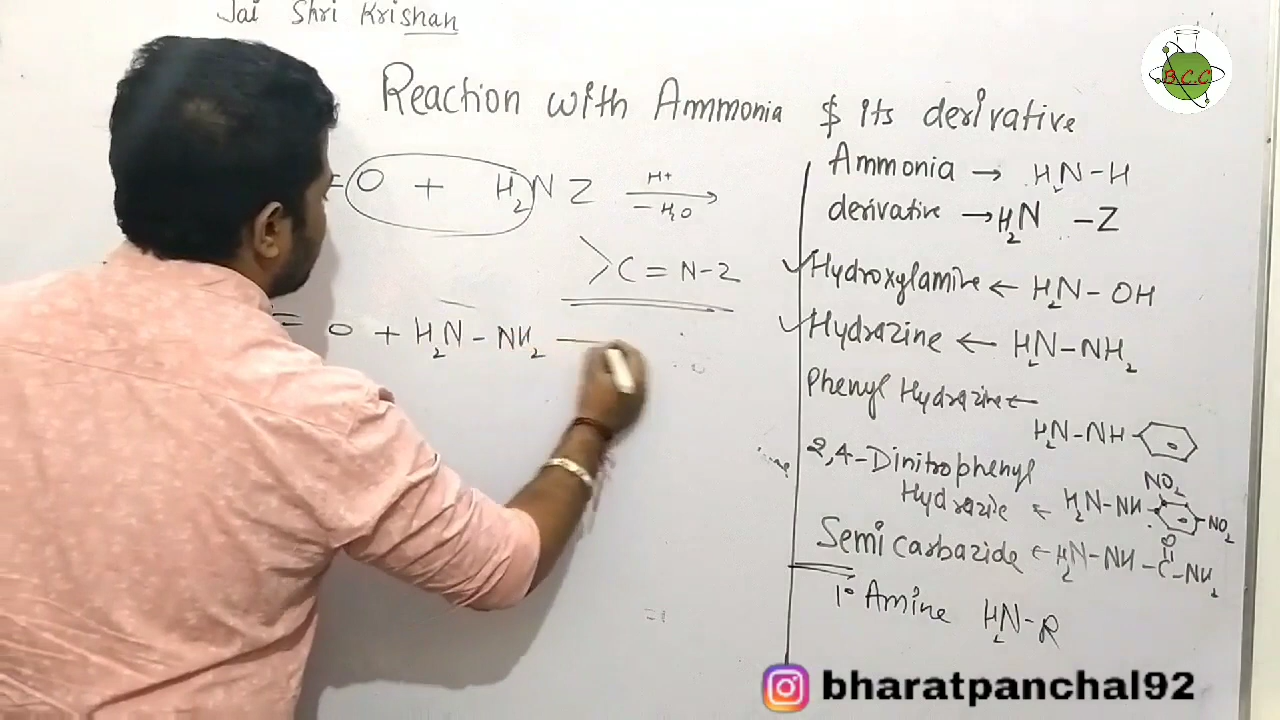 Jai Shri Krishan
B.C.C
Reaction with Ammonia $ its derivative
= O + H2N Z H+ - H2O
>C = N-Z
= O + H2N - NH2
Ammonia → H2N-H
derivative → H2N -Z
✓Hydroxylamine ← H2N - OH
✓Hydrazine ← H2N-NH2
Phenyl Hydrazine←
H2N-NH-
2,4-Dinitrophenyl
NO2
Hydrazie ← H2N-NH- -NO2
O
Semicarbazide ← H2N-NH-C-NH2
1° Amine H2N-R
bharatpanchal92